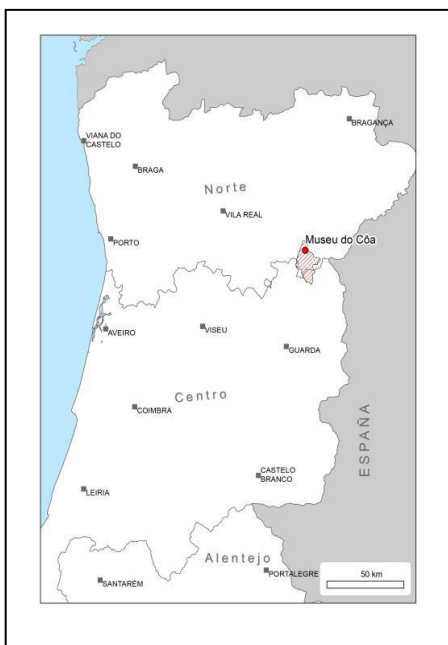 BRAGANÇA
VIANA DO
CASTELO
BRAGA
Norte
VILA REAL
PORTO
Museu do Côa
AVEIRO
VISEU
GUARDA
Centro
COIMBRA
ESPAÑA
CASTELO
BRANCO
LEIRIA
Alentejo
PORTALEGRE
SANTARÉM
50 km